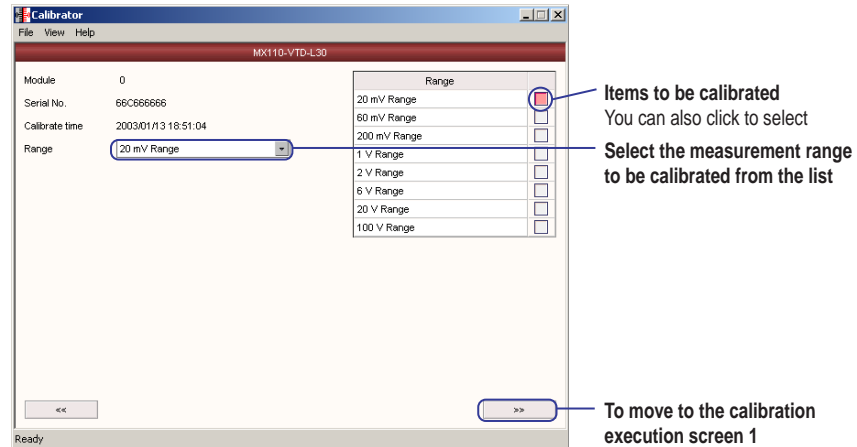 Calibrator
File View Help
MX110-VTD-L30
Module 0
Serial No. 66C666666
Calibrate time 2003/01/13 18:51:04
Range 20 mV Range
Range
20 mV Range
60 mV Range
200 mV Range
1 V Range
2 V Range
6 V Range
20 V Range
100 V Range
<<
>>
Ready
Items to be calibrated
You can also click to select
Select the measurement range
to be calibrated from the list
To move to the calibration
execution screen 1